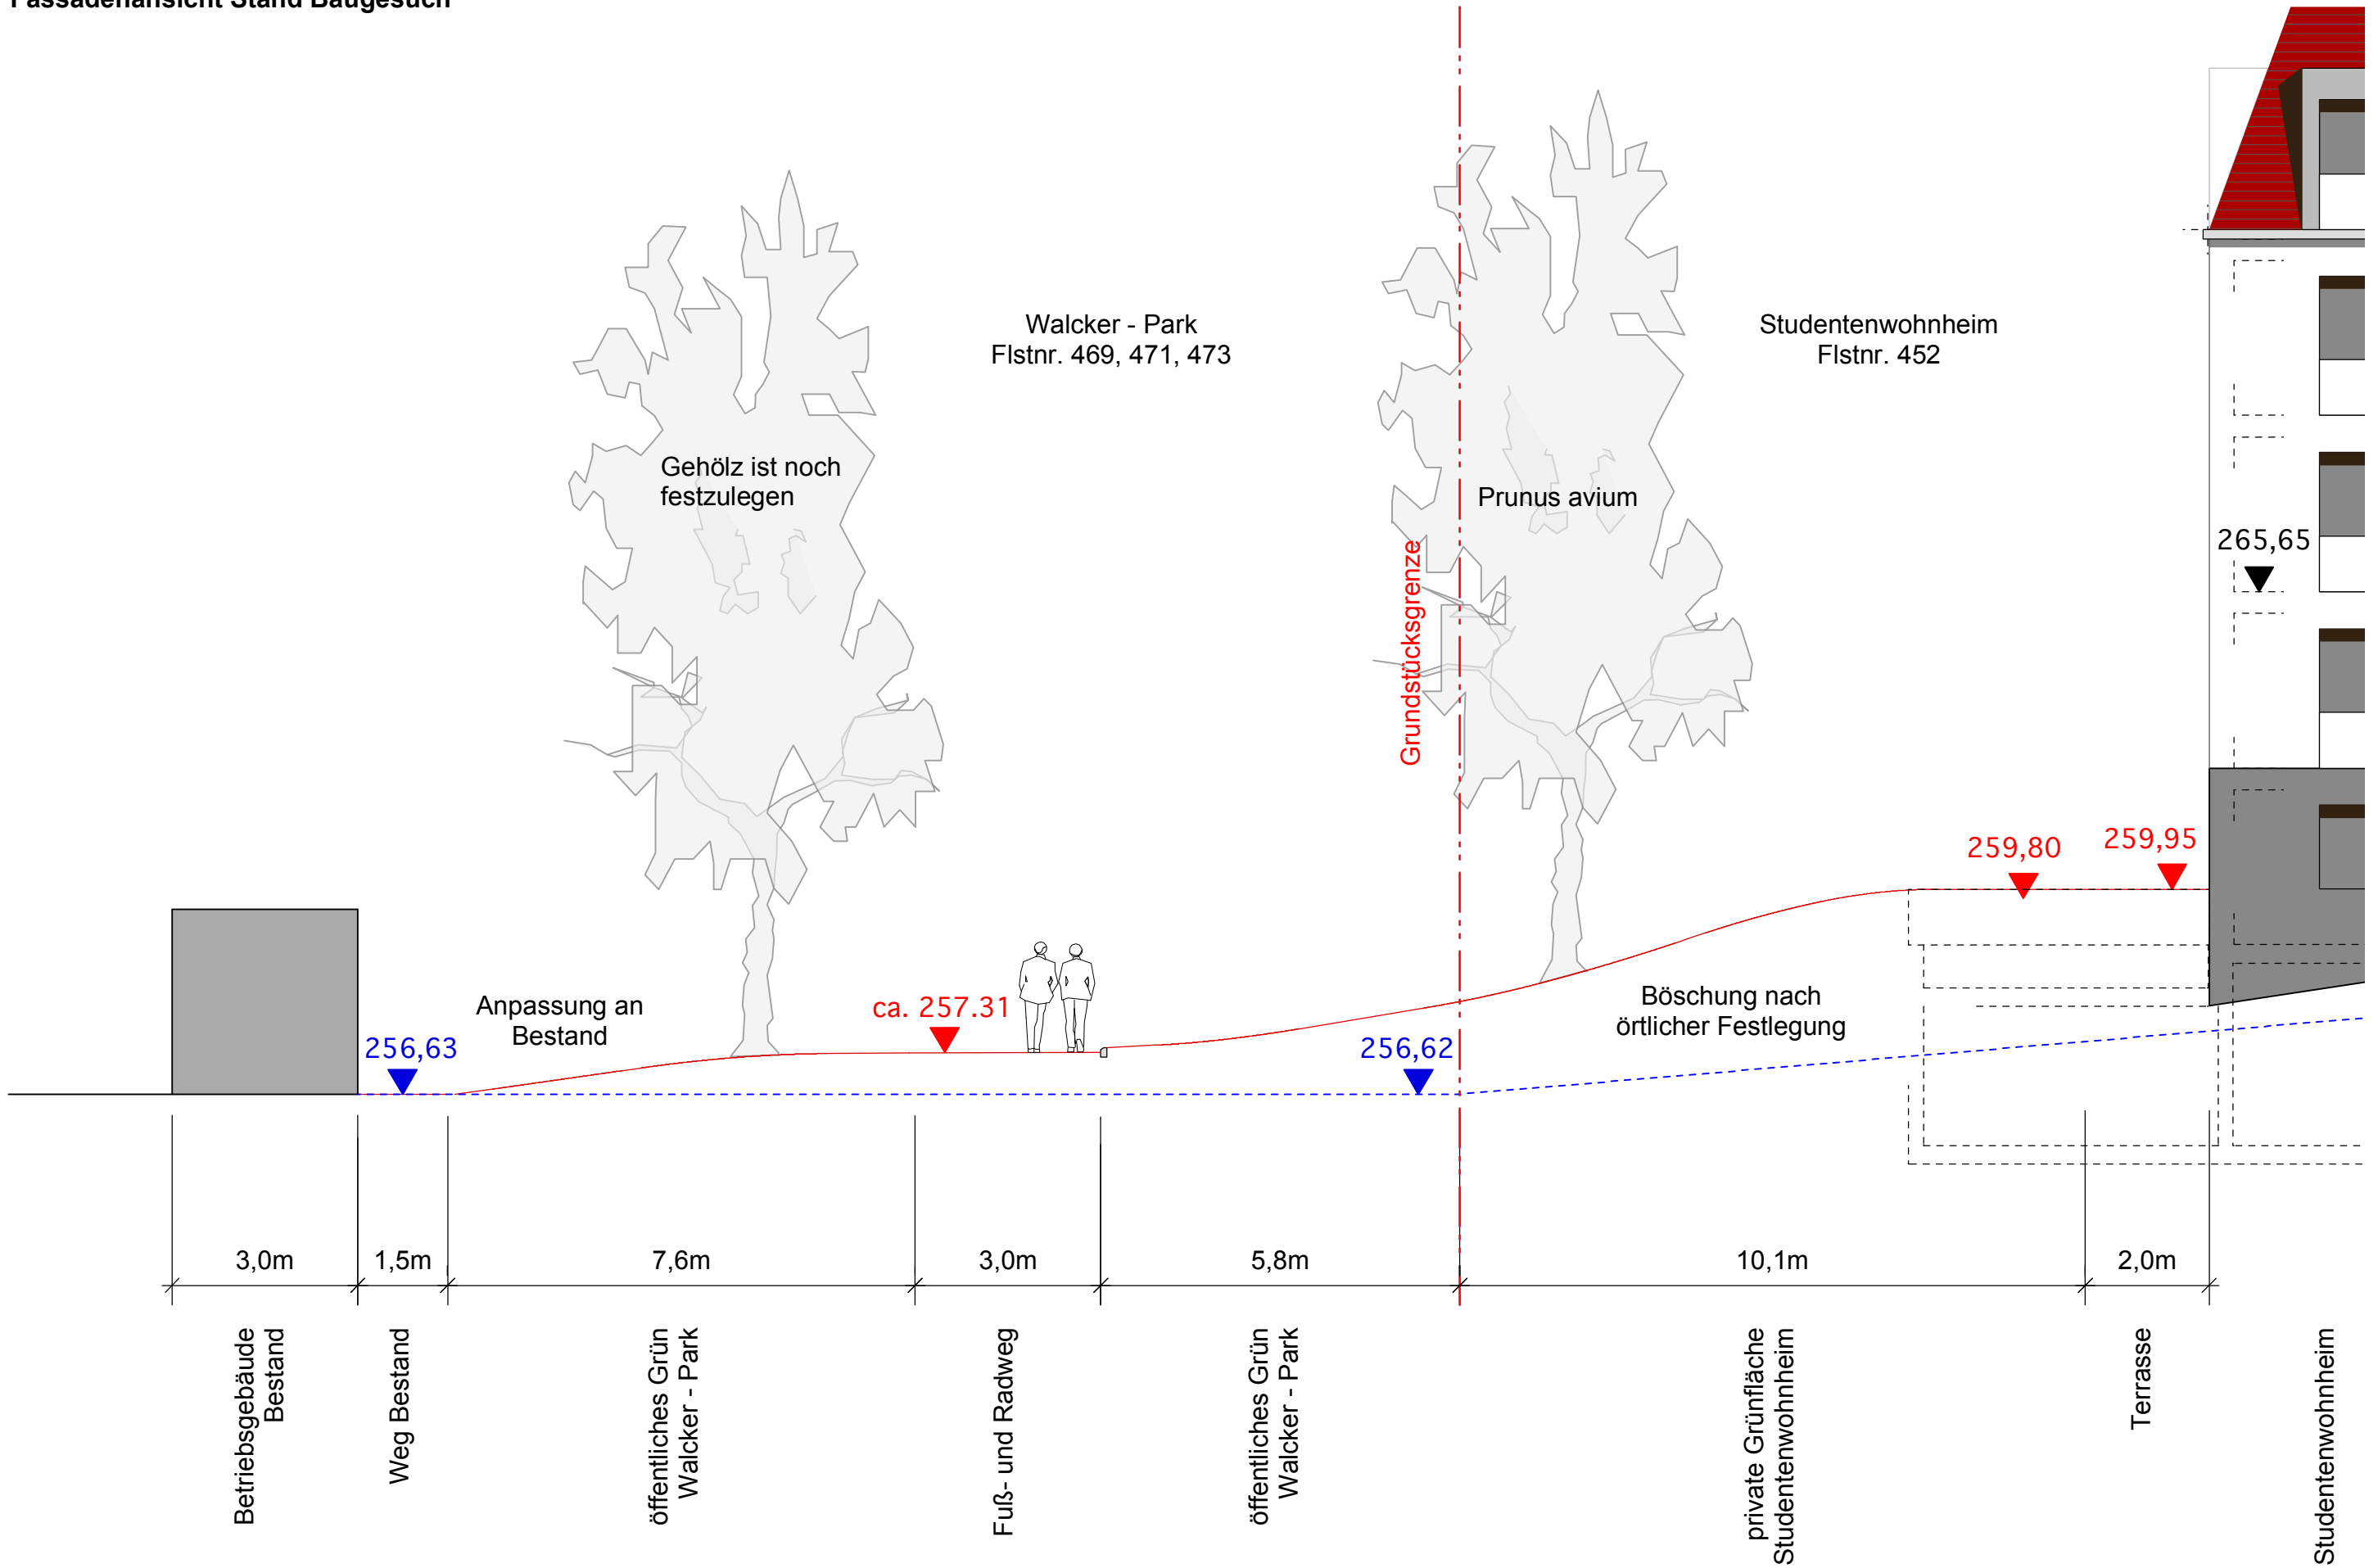 Fassadenansicht Stand Baugesuch
Walcker - Park
Flstnr. 469, 471, 473
Studentenwohnheim
Flstnr. 452
Gehölz ist noch
festzulegen
Prunus avium
Grundstücksgrenze
265,65
259,80
259,95
Anpassung an
Bestand
ca. 257.31
Böschung nach
örtlicher Festlegung
256,63
256,62
3,0m
1,5m
7,6m
3,0m
5,8m
10,1m
2,0m
Betriebsgebäude
Bestand
Weg Bestand
öffentliches Grün
Walcker - Park
Fuß- und Radweg
öffentliches Grün
Walcker - Park
private Grünfläche
Studentenwohnheim
Terrasse
Studentenwohnheim